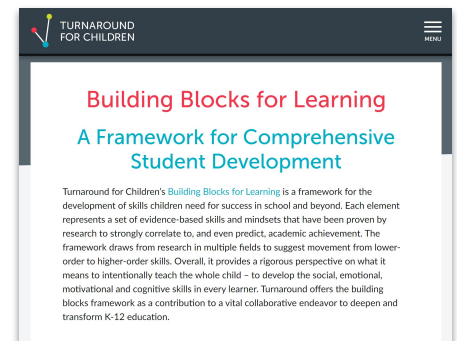 TURNAROUND
FOR CHILDREN
MENU
Building Blocks for Learning
A Framework for Comprehensive
Student Development
Turnaround for Children's Building Blocks for Learning is a framework for the
development of skills children need for success in school and beyond. Each element
represents a set of evidence-based skills and mindsets that have been proven by
research to strongly correlate to, and even predict, academic achievement. The
framework draws from research in multiple fields to suggest movement from lower-
order to higher-order skills. Overall, it provides a rigorous perspective on what it
means to intentionally teach the whole child – to develop the social, emotional,
motivational and cognitive skills in every learner. Turnaround offers the building
blocks framework as a contribution to a vital collaborative endeavor to deepen and
transform K-12 education.